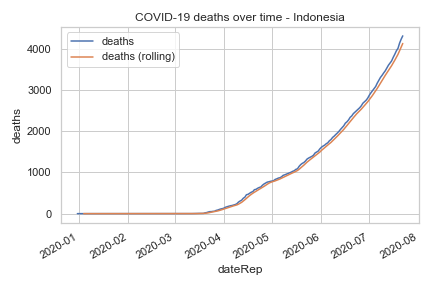 COVID-19 deaths over time - Indonesia
deaths
deaths (rolling)
4000
3000
2000
1000
0
deaths
2020-01
2020-02
2020-03
2020-04
2020-05
2020-06
2020-07
2020-08
dateRep